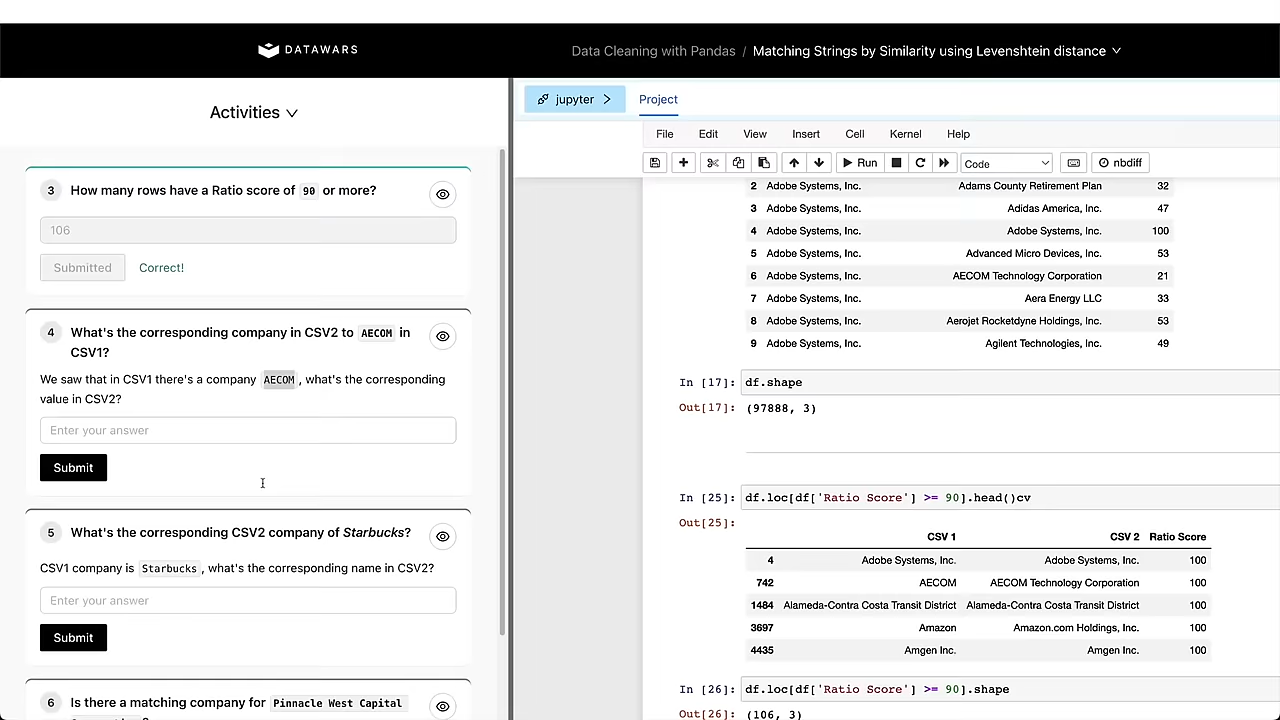 DATAWARS
Data Cleaning with Pandas / Matching Strings by Similarity using Levenshtein distance
Activities
3 How many rows have a Ratio score of 90 or more?
106
Submitted Correct!
4 What's the corresponding company in CSV2 to AECOM in
CSV1?
We saw that in CSV1 there's a company AECOM, what's the corresponding
value in CSV2?
Enter your answer
Submit
5 What's the corresponding CSV2 company of Starbucks?
CSV1 company is Starbucks, what's the corresponding name in CSV2?
Enter your answer
Submit
6 Is there a matching company for Pinnacle West Capital
jupyter Project
File Edit View Insert Cell Kernel Help
Run Code nbdiff
2 Adobe Systems, Inc. Adams County Retirement Plan 32
3 Adobe Systems, Inc. Adidas America, Inc. 47
4 Adobe Systems, Inc. Adobe Systems, Inc. 100
5 Adobe Systems, Inc. Advanced Micro Devices, Inc. 53
6 Adobe Systems, Inc. AECOM Technology Corporation 21
7 Adobe Systems, Inc. Aera Energy LLC 33
8 Adobe Systems, Inc. Aerojet Rocketdyne Holdings, Inc. 53
9 Adobe Systems, Inc. Agilent Technologies, Inc. 49
In [17]: df.shape
Out[17]: (97888, 3)
In [25]: df.loc[df['Ratio Score'] >= 90].head()cv
Out[25]:
CSV 1 CSV 2 Ratio Score
4 Adobe Systems, Inc. Adobe Systems, Inc. 100
742 AECOM AECOM Technology Corporation 100
1484 Alameda-Contra Costa Transit District Alameda-Contra Costa Transit District 100
3697 Amazon Amazon.com Holdings, Inc. 100
4435 Amgen Inc. Amgen Inc. 100
In [26]: df.loc[df['Ratio Score'] >= 90].shape
Out[26]: (106, 3)